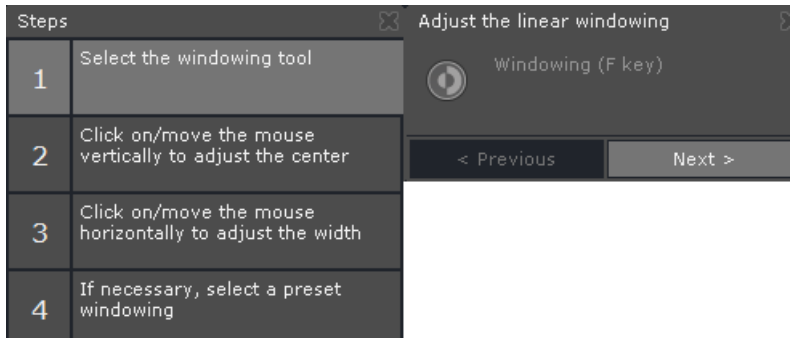 Steps
1
Select the windowing tool
2
Click on/move the mouse
vertically to adjust the center
3
Click on/move the mouse
horizontally to adjust the width
4
If necessary, select a preset
windowing
Adjust the linear windowing
Windowing (F key)
< Previous
Next >